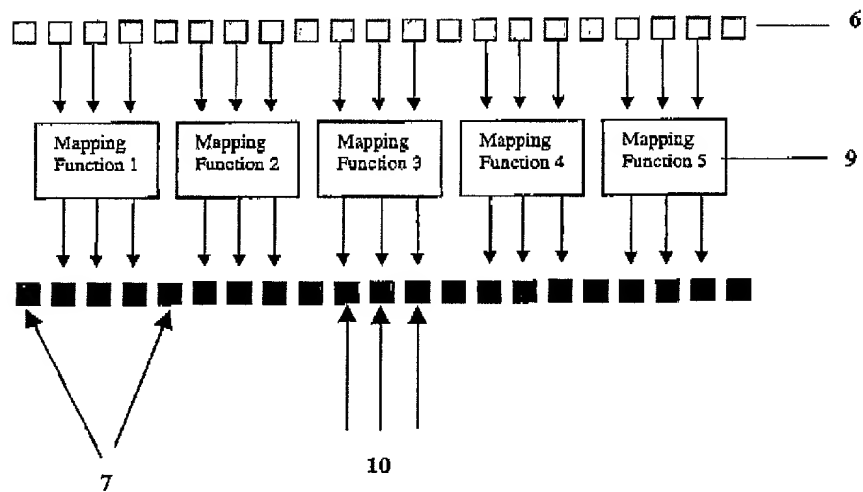 6
Mapping
Function 1
Mapping
Function 2
Mapping
Function 3
Mapping
Function 4
Mapping
Function 5
9
10
7